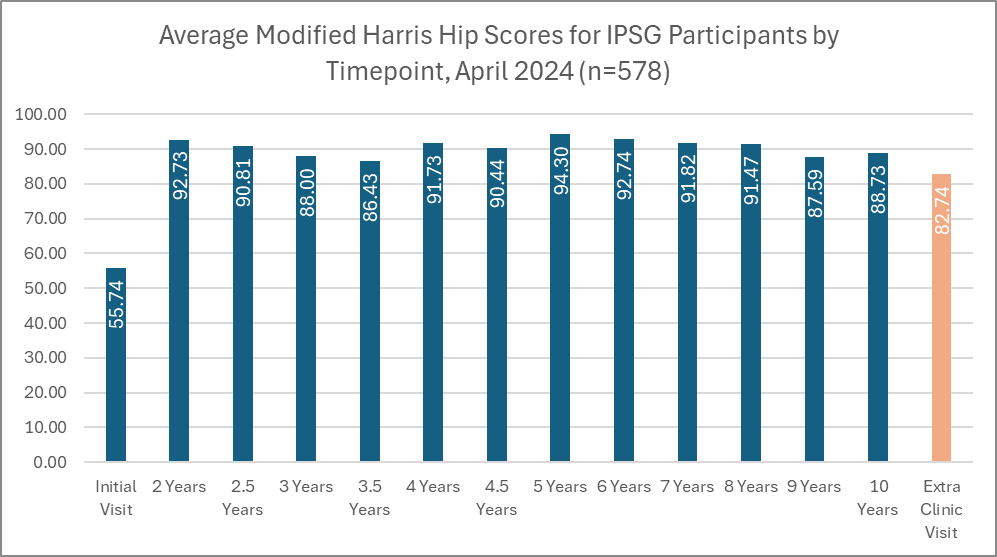 Average Modified Harris Hip Scores for IPSG Participants by
Timepoint, April 2024 (n=578)
100.00
90.00
80.00
70.00
60.00
50.00
40.00
30.00
20.00
10.00
0.00
55.74
92.73
90.81
88.00
86.43
91.73
90.44
94.30
92.74
91.82
91.47
87.59
88.73
82.74
Initial
Visit
2 Years
2.5
Years
3 Years
3.5
Years
4 Years
4.5
Years
5 Years
6 Years
7 Years
8 Years
9 Years
10
Years
Extra
Clinic
Visit